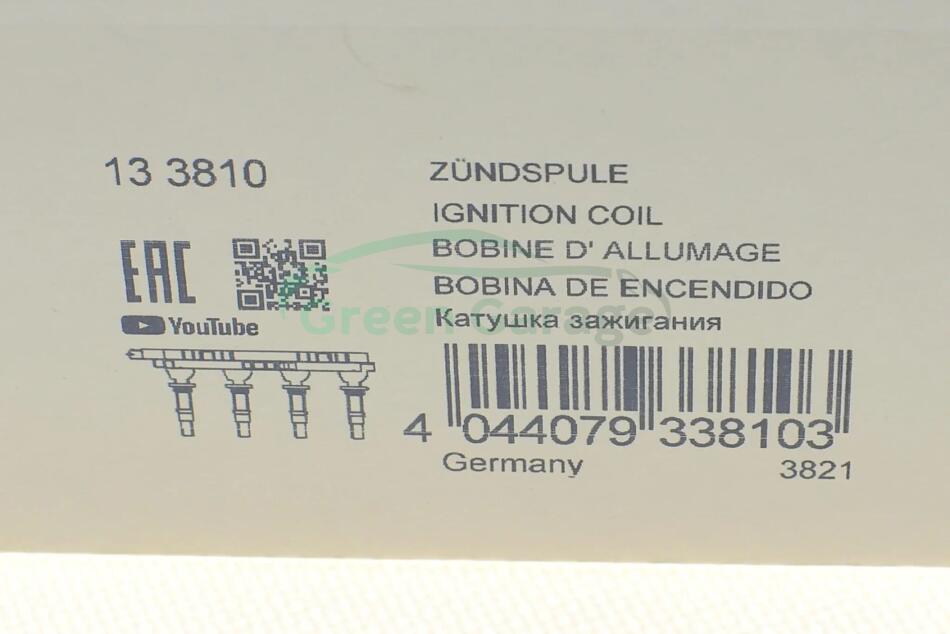 13 3810
ZÜNDSPULE
IGNITION COIL
BOBINE D' ALLUMAGE
BOBINA DE ENCENDIDO
Катушка зажигания
EAC
YouTube
Green Garage
4 044079 338103
Germany
3821